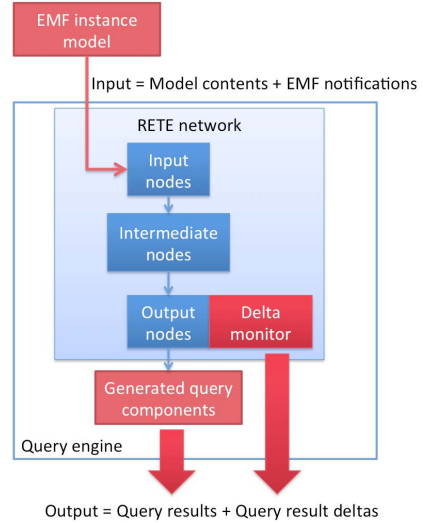 EMF instance
model
Input = Model contents + EMF notifications
RETE network
Input
nodes
Intermediate
nodes
Output
nodes
Delta
monitor
Generated query
components
Query engine
Output = Query results + Query result deltas